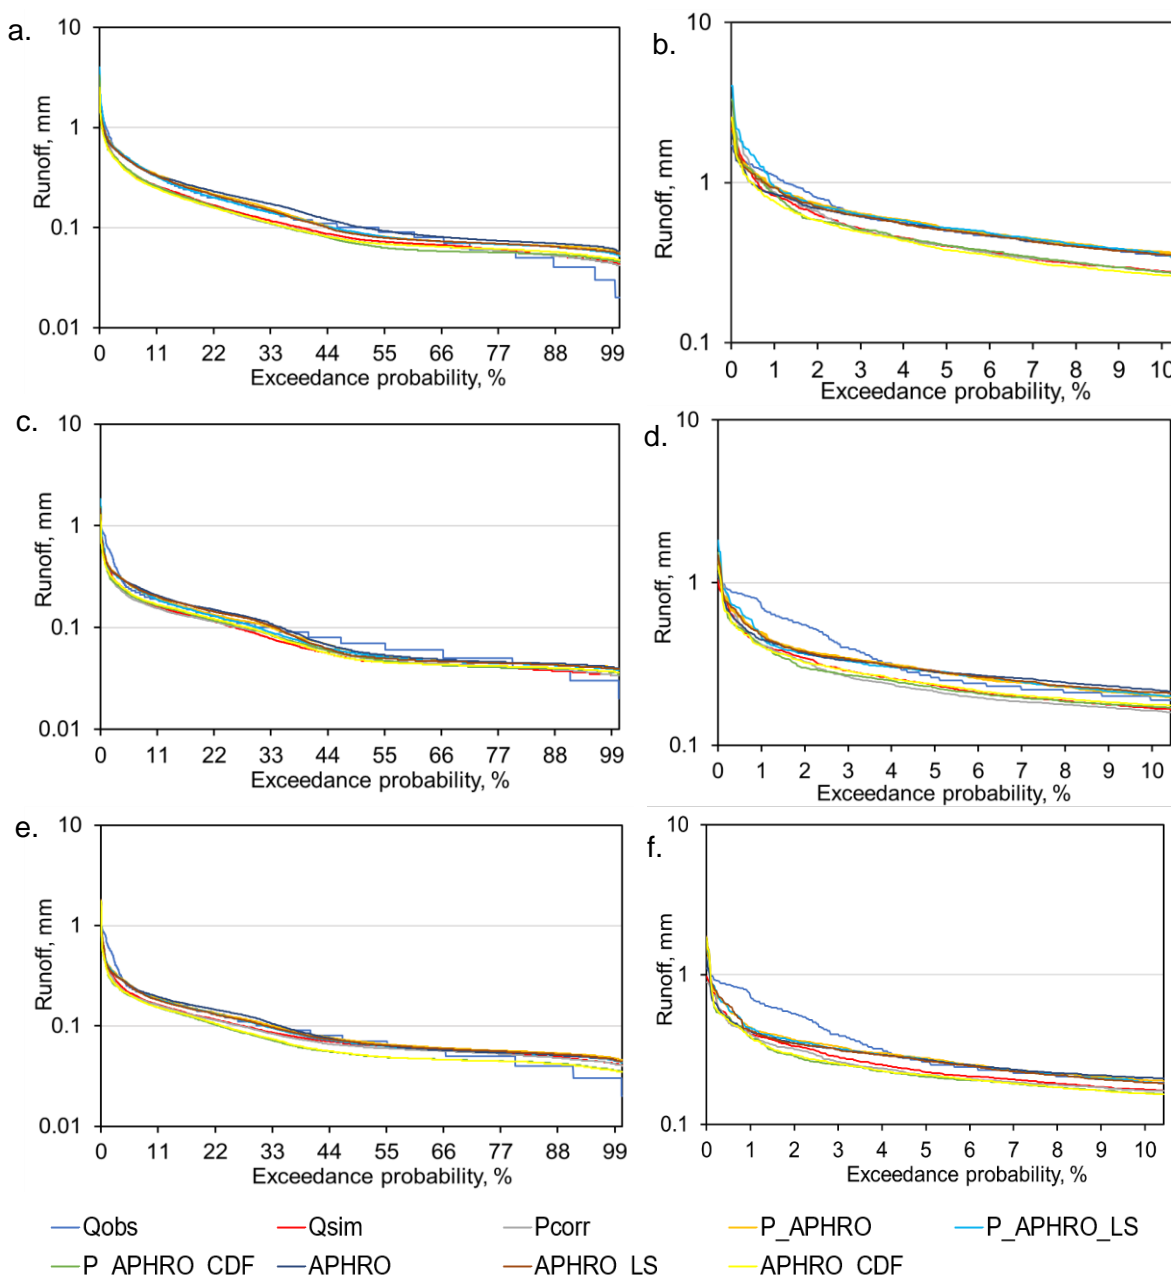 a.
10
1
0.1
0.01
Runoff, mm
0 11 22 33 44 55 66 77 88 99
Exceedance probability, %
b.
10
1
0.1
Runoff, mm
0 1 2 3 4 5 6 7 8 9 10
Exceedance probability, %
c.
10
1
0.1
0.01
Runoff, mm
0 11 22 33 44 55 66 77 88 99
Exceedance probability, %
d.
10
1
0.1
Runoff, mm
0 1 2 3 4 5 6 7 8 9 10
Exceedance probability, %
e.
10
1
0.1
0.01
Runoff, mm
0 11 22 33 44 55 66 77 88 99
Exceedance probability, %
f.
10
1
0.1
Runoff, mm
0 1 2 3 4 5 6 7 8 9 10
Exceedance probability, %
Qobs Qsim Pcorr P_APHRO P_APHRO_LS
P_APHRO_CDF APHRO APHRO_LS APHRO_CDF